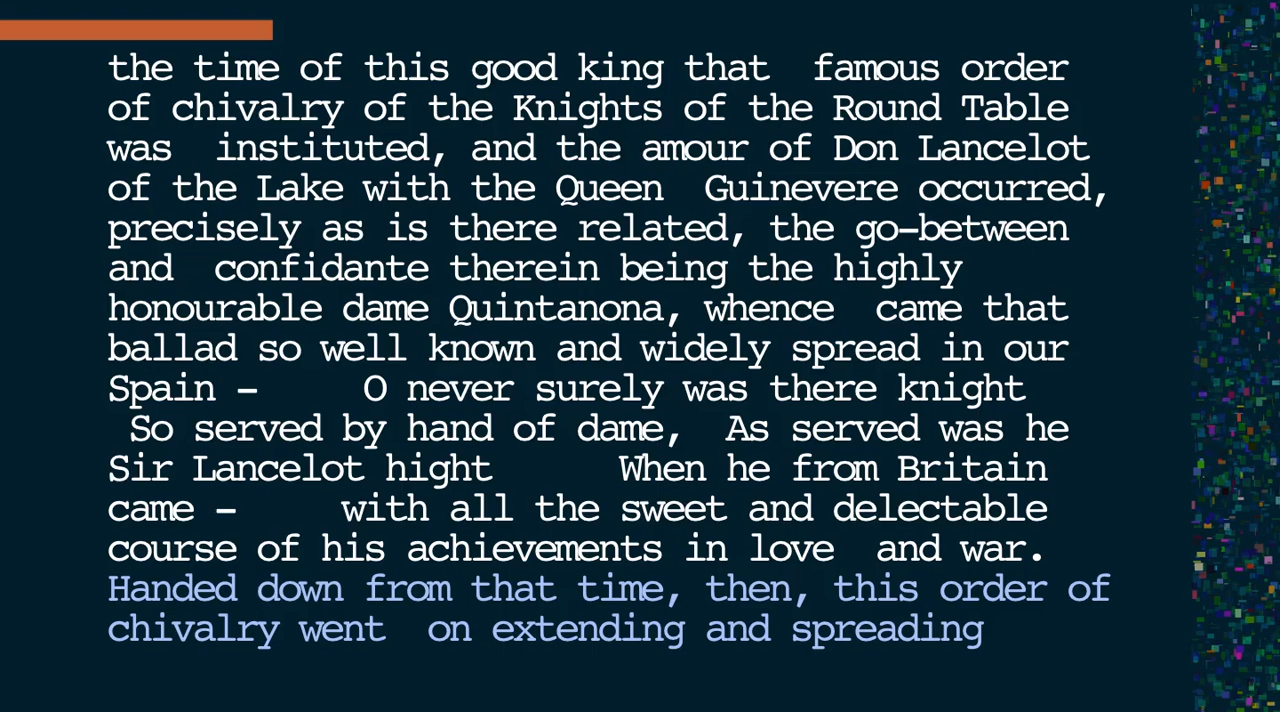 the time of this good king that  famous order
of chivalry of the Knights of the Round Table
was  instituted, and the amour of Don Lancelot
of the Lake with the Queen  Guinevere occurred,
precisely as is there related, the go-between
and  confidante therein being the highly
honourable dame Quintanona, whence  came that
ballad so well known and widely spread in our
Spain -     O never surely was there knight
 So served by hand of dame,  As served was he
Sir Lancelot hight      When he from Britain
came -     with all the sweet and delectable
course of his achievements in love  and war.
Handed down from that time, then, this order of
chivalry went  on extending and spreading